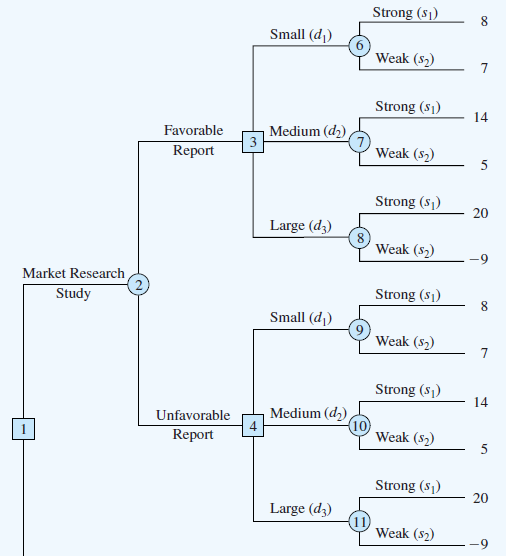 Strong (s1) 8
Small (d1)
6
Weak (s2) 7
Strong (s1) 14
Favorable Medium (d2)
3 7
Report Weak (s2) 5
Strong (s1) 20
Large (d3)
8
Weak (s2) −9
Market Research
2
Study
Strong (s1) 8
Small (d1)
9
Weak (s2) 7
Strong (s1) 14
Unfavorable Medium (d2)
1 4 10
Report Weak (s2) 5
Strong (s1) 20
Large (d3)
11
Weak (s2) −9